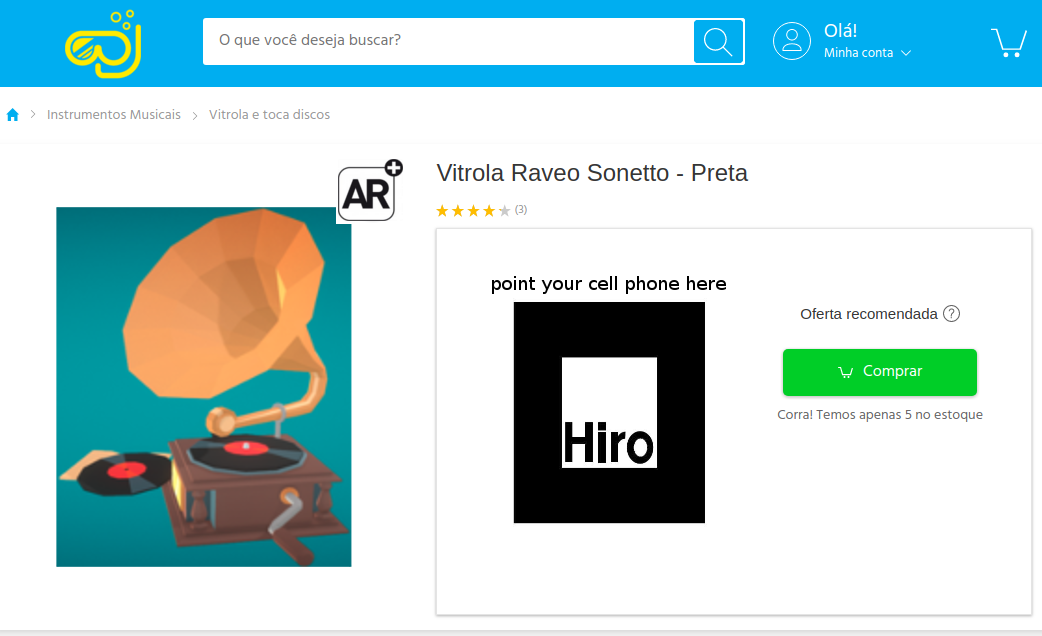 O que você deseja buscar?
Olá!
Minha conta
Instrumentos Musicais
Vitrola e toca discos
AR
Vitrola Raveo Sonetto - Preta
(3)
point your cell phone here
Hiro
Oferta recomendada ?
Comprar
Corra! Temos apenas 5 no estoque